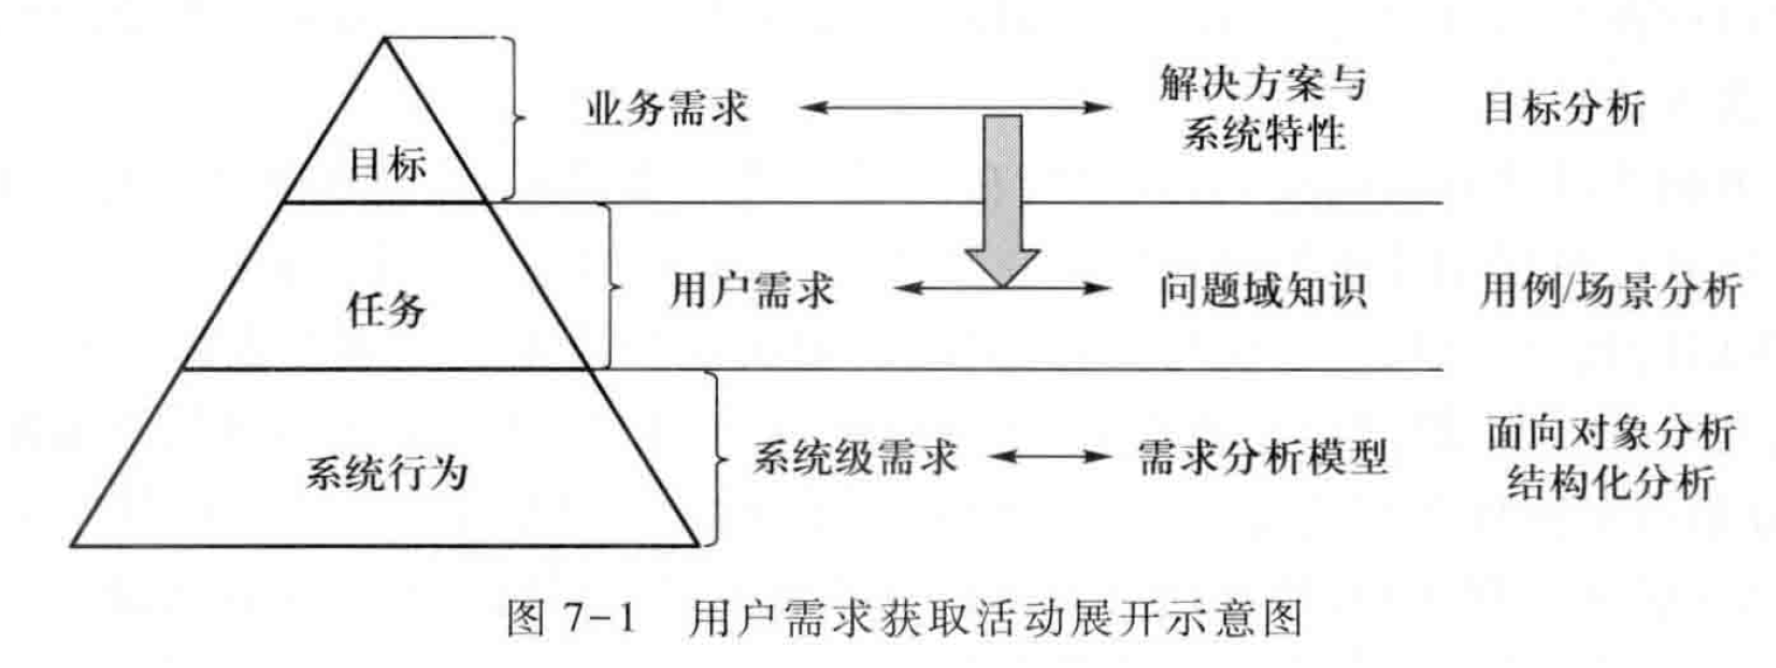 目标
业务需求
解决方案与
系统特性
目标分析
任务
用户需求
问题域知识
用例/场景分析
系统行为
系统级需求
需求分析模型
面向对象分析
结构化分析
图 7-1 用户需求获取活动展开示意图